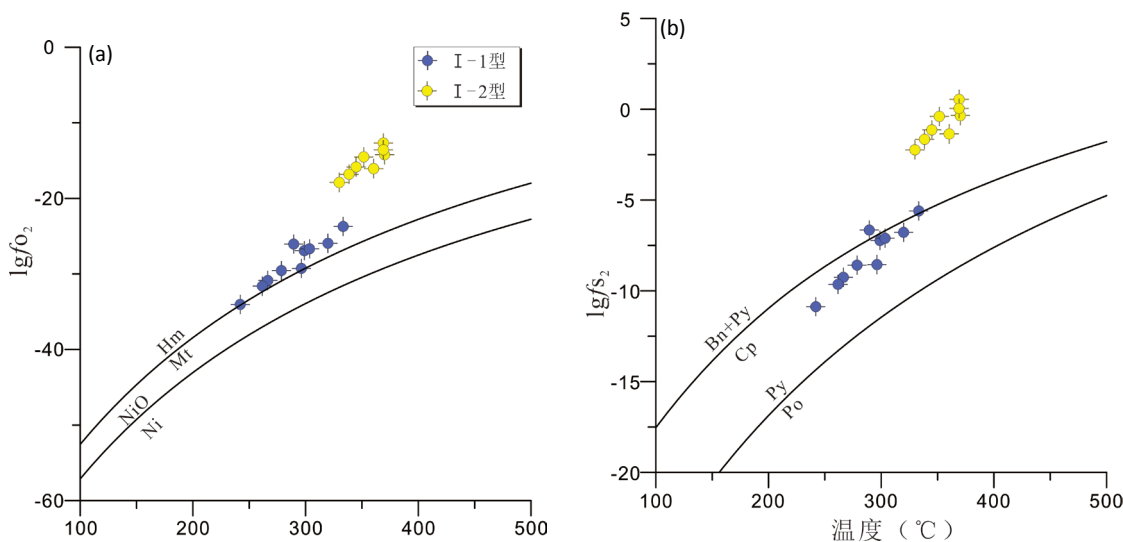 (a)
I-1型
I-2型
lgfo₂
0
-20
-40
-60
Hm
Mt
NiO
Ni
100
200
300
400
500
(b)
lgfs₂
5
0
-5
-10
-15
-20
Bn+Py
Cp
Py
Po
100
200
300
400
500
温度（℃）